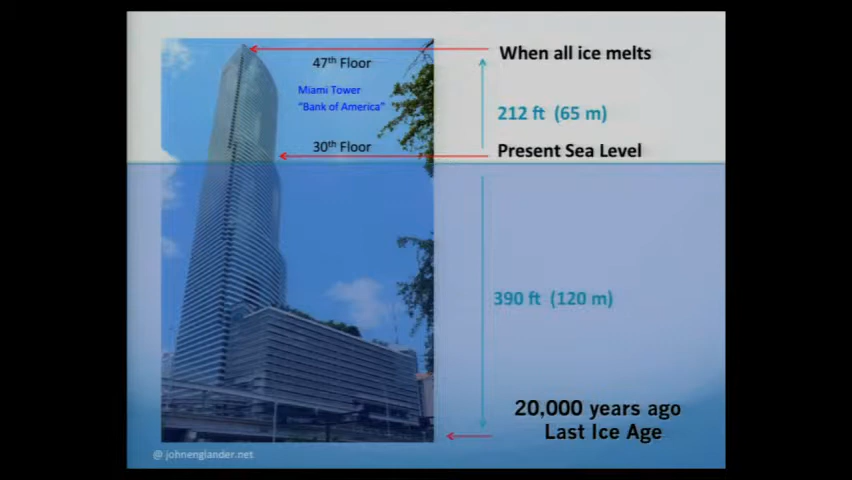 When all ice melts
47th Floor
Miami Tower
"Bank of America"
212 ft (65 m)
30th Floor
Present Sea Level
390 ft (120 m)
20,000 years ago
Last Ice Age
@ johnenglander.net